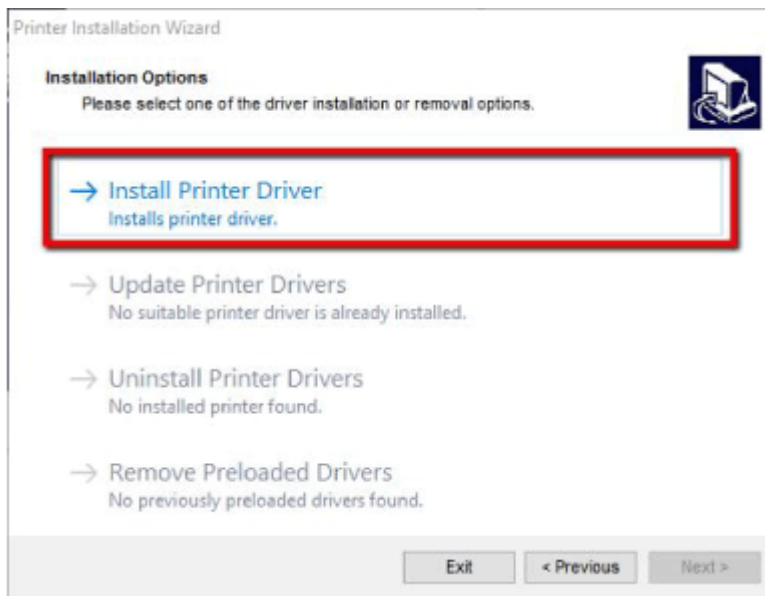 Printer Installation Wizard
Installation Options
Please select one of the driver installation or removal options.
Install Printer Driver
Installs printer driver.
Update Printer Drivers
No suitable printer driver is already installed.
Uninstall Printer Drivers
No installed printer found.
Remove Preloaded Drivers
No previously preloaded drivers found.
Exit < Previous Next >